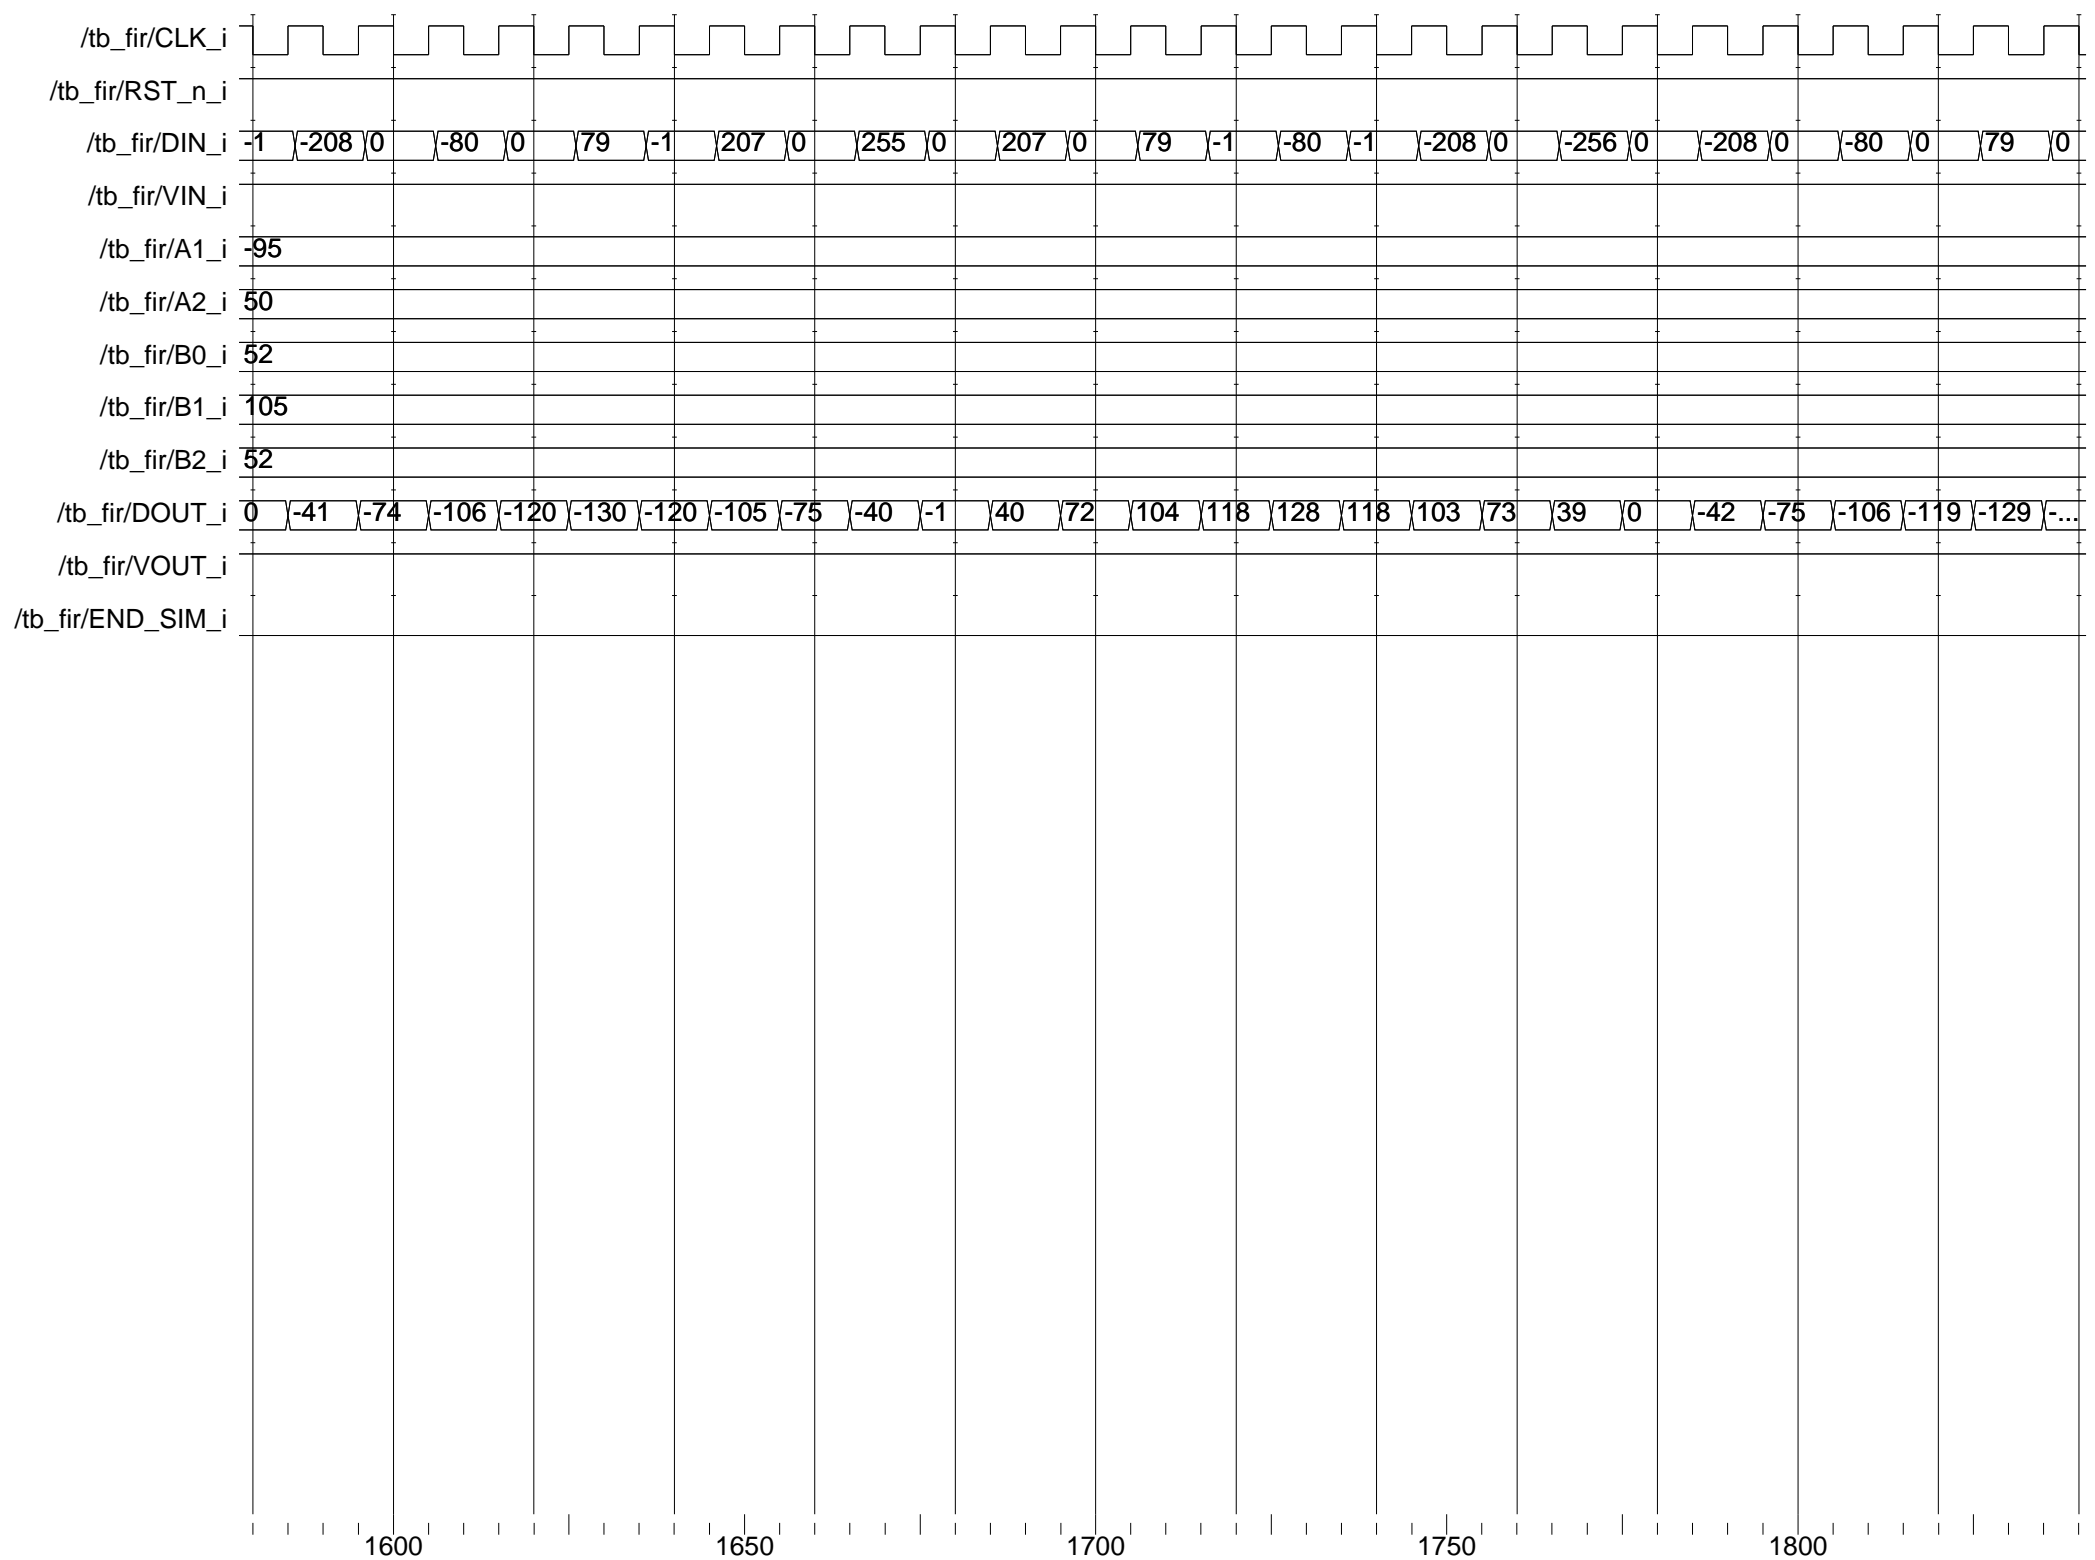 /tb_fir/CLK_i
/tb_fir/RST_n_i
/tb_fir/DIN_i -1 -208 0 -80 0 79 -1 207 0 255 0 207 0 79 -1 -80 -1 -208 0 -256 0 -208 0 -80 0 79 0
/tb_fir/VIN_i
/tb_fir/A1_i -95
/tb_fir/A2_i 50
/tb_fir/B0_i 52
/tb_fir/B1_i 105
/tb_fir/B2_i 52
/tb_fir/DOUT_i 0 -41 -74 -106 -120 -130 -120 -105 -75 -40 -1 40 72 104 118 128 118 103 73 39 0 -42 -75 -106 -119 -129 -...
/tb_fir/VOUT_i
/tb_fir/END_SIM_i
1600 1650 1700 1750 1800